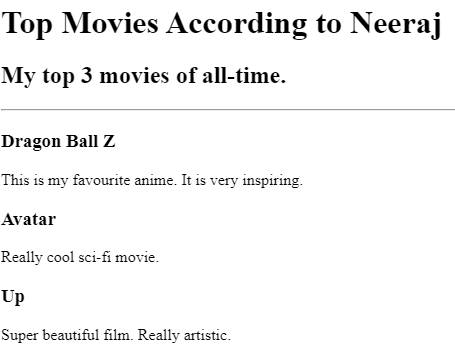 Top Movies According to Neeraj
My top 3 movies of all-time.
Dragon Ball Z
This is my favourite anime. It is very inspiring.
Avatar
Really cool sci-fi movie.
Up
Super beautiful film. Really artistic.